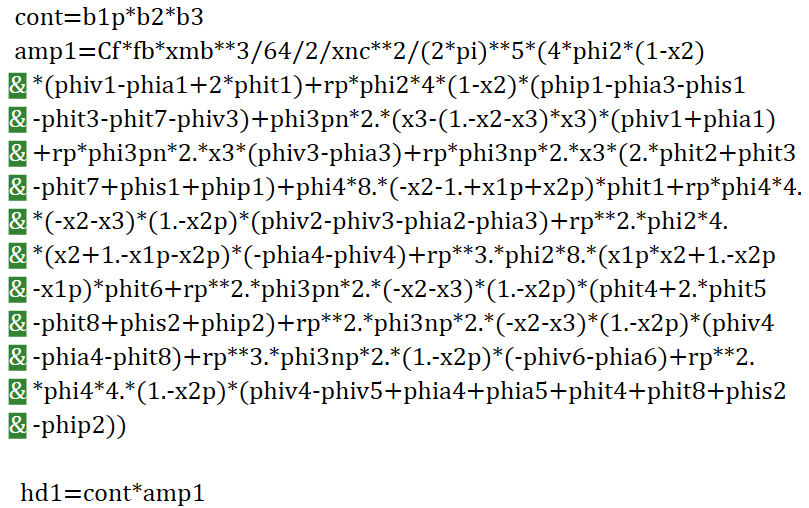 cont=b1p*b2*b3
amp1=Cf*fb*xmb**3/64/2/xnc**2/(2*pi)**5*(4*phi2*(1-x2)
& *(phiv1-phia1+2*phit1)+rp*phi2*4*(1-x2)*(phip1-phia3-phis1
& -phit3-phit7-phiv3)+phi3pn*2.*(x3-(1.-x2-x3)*x3)*(phiv1+phia1)
& +rp*phi3pn*2.*x3*(phiv3-phia3)+rp*phi3np*2.*x3*(2.*phit2+phit3
& -phit7+phis1+phip1)+phi4*8.*(-x2-1.+x1p+x2p)*phit1+rp*phi4*4.
& *(-x2-x3)*(1.-x2p)*(phiv2-phiv3-phia2-phia3)+rp**2.*phi2*4.
& *(x2+1.-x1p-x2p)*(-phia4-phiv4)+rp**3.*phi2*8.*(x1p*x2+1.-x2p
& -x1p)*phit6+rp**2.*phi3pn*2.*(-x2-x3)*(1.-x2p)*(phit4+2.*phit5
& -phit8+phis2+phip2)+rp**2.*phi3np*2.*(-x2-x3)*(1.-x2p)*(phiv4
& -phia4-phit8)+rp**3.*phi3np*2.*(1.-x2p)*(-phiv6-phia6)+rp**2.
& *phi4*4.*(1.-x2p)*(phiv4-phiv5+phia4+phia5+phit4+phit8+phis2
& -phip2))
hd1=cont*amp1